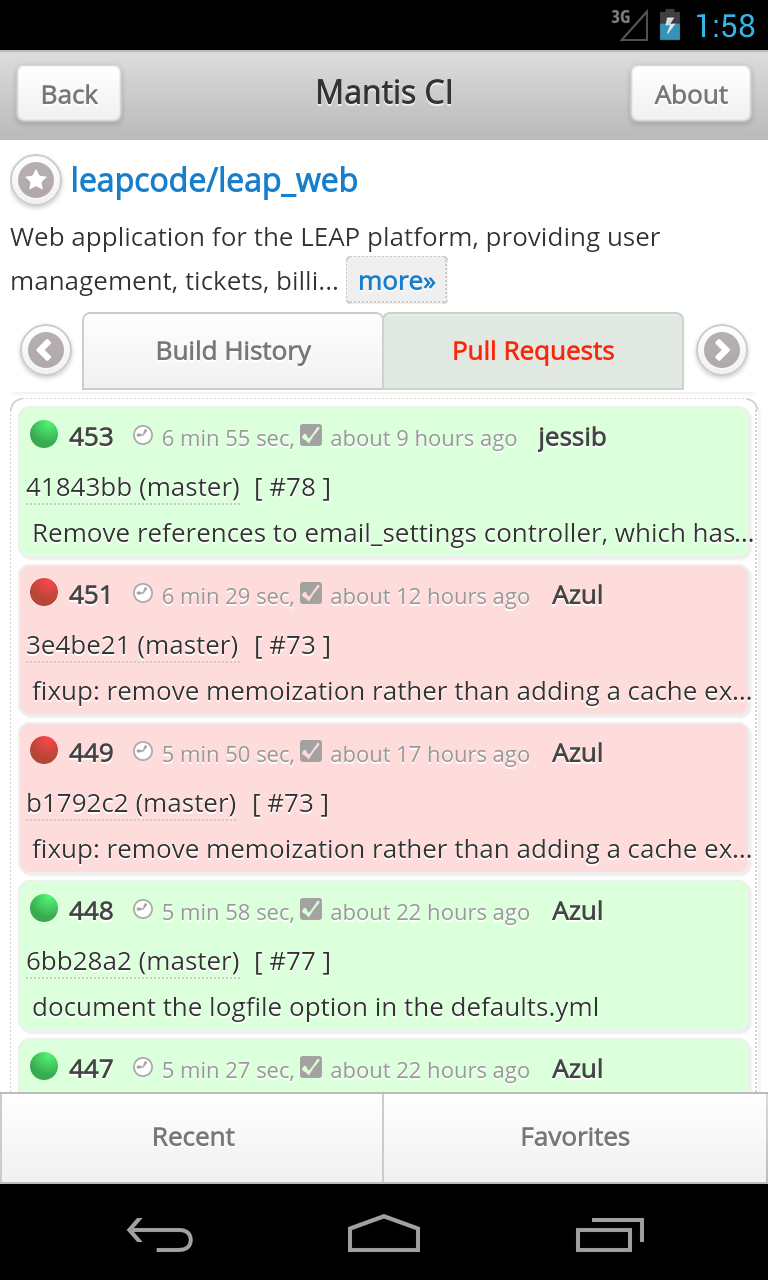 3G 1:58
Back Mantis CI About
leapcode/leap_web
Web application for the LEAP platform, providing user
management, tickets, billi... more»
Build History Pull Requests
453 6 min 55 sec, about 9 hours ago jessib
41843bb (master) [ #78 ]
Remove references to email_settings controller, which has...
451 6 min 29 sec, about 12 hours ago Azul
3e4be21 (master) [ #73 ]
fixup: remove memoization rather than adding a cache ex...
449 5 min 50 sec, about 17 hours ago Azul
b1792c2 (master) [ #73 ]
fixup: remove memoization rather than adding a cache ex...
448 5 min 58 sec, about 22 hours ago Azul
6bb28a2 (master) [ #77 ]
document the logfile option in the defaults.yml
447 5 min 27 sec, about 22 hours ago Azul
Recent Favorites